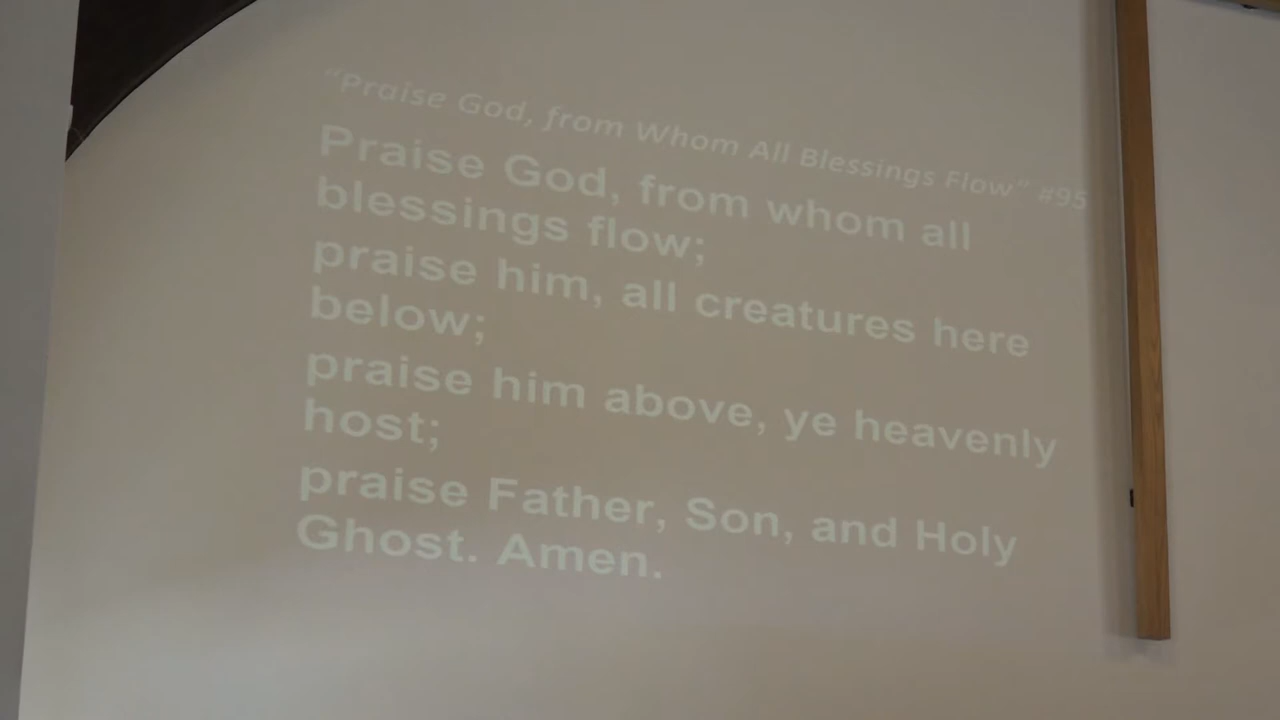 "Praise God, from Whom All Blessings Flow" #95
Praise God, from whom all
blessings flow;
praise him, all creatures here
below;
praise him above, ye heavenly
host;
praise Father, Son, and Holy
Ghost. Amen.